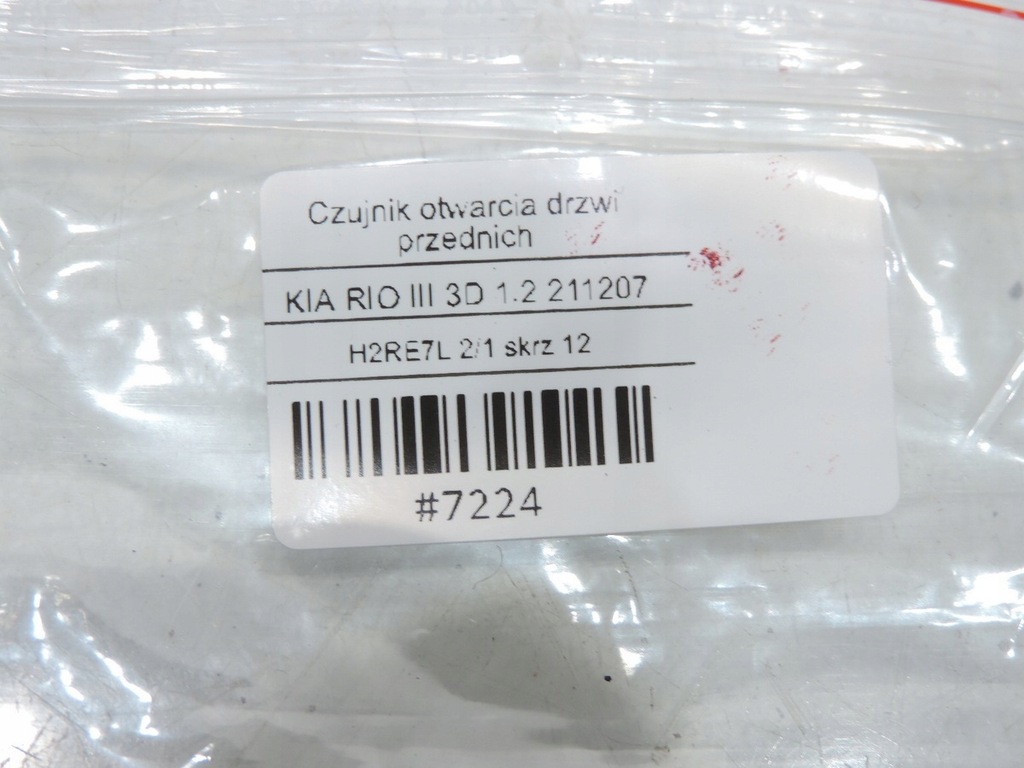 Czujnik otwarcia drzwi
przednich
KIA RIO III 3D 1.2 211207
H2RE7L 2/1 skrz 12
#7224